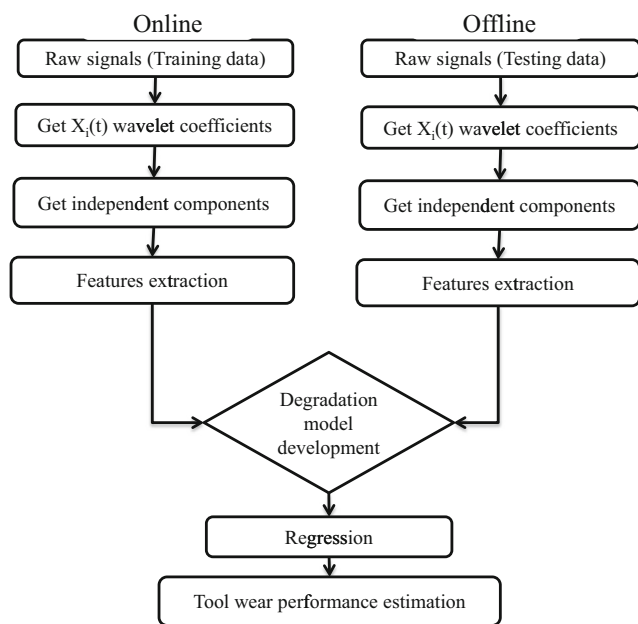 Online
Raw signals (Training data)
Get Xi(t) wavelet coefficients
Get independent components
Features extraction
Offline
Raw signals (Testing data)
Get Xi(t) wavelet coefficients
Get independent components
Features extraction
Degradation
model
development
Regression
Tool wear performance estimation